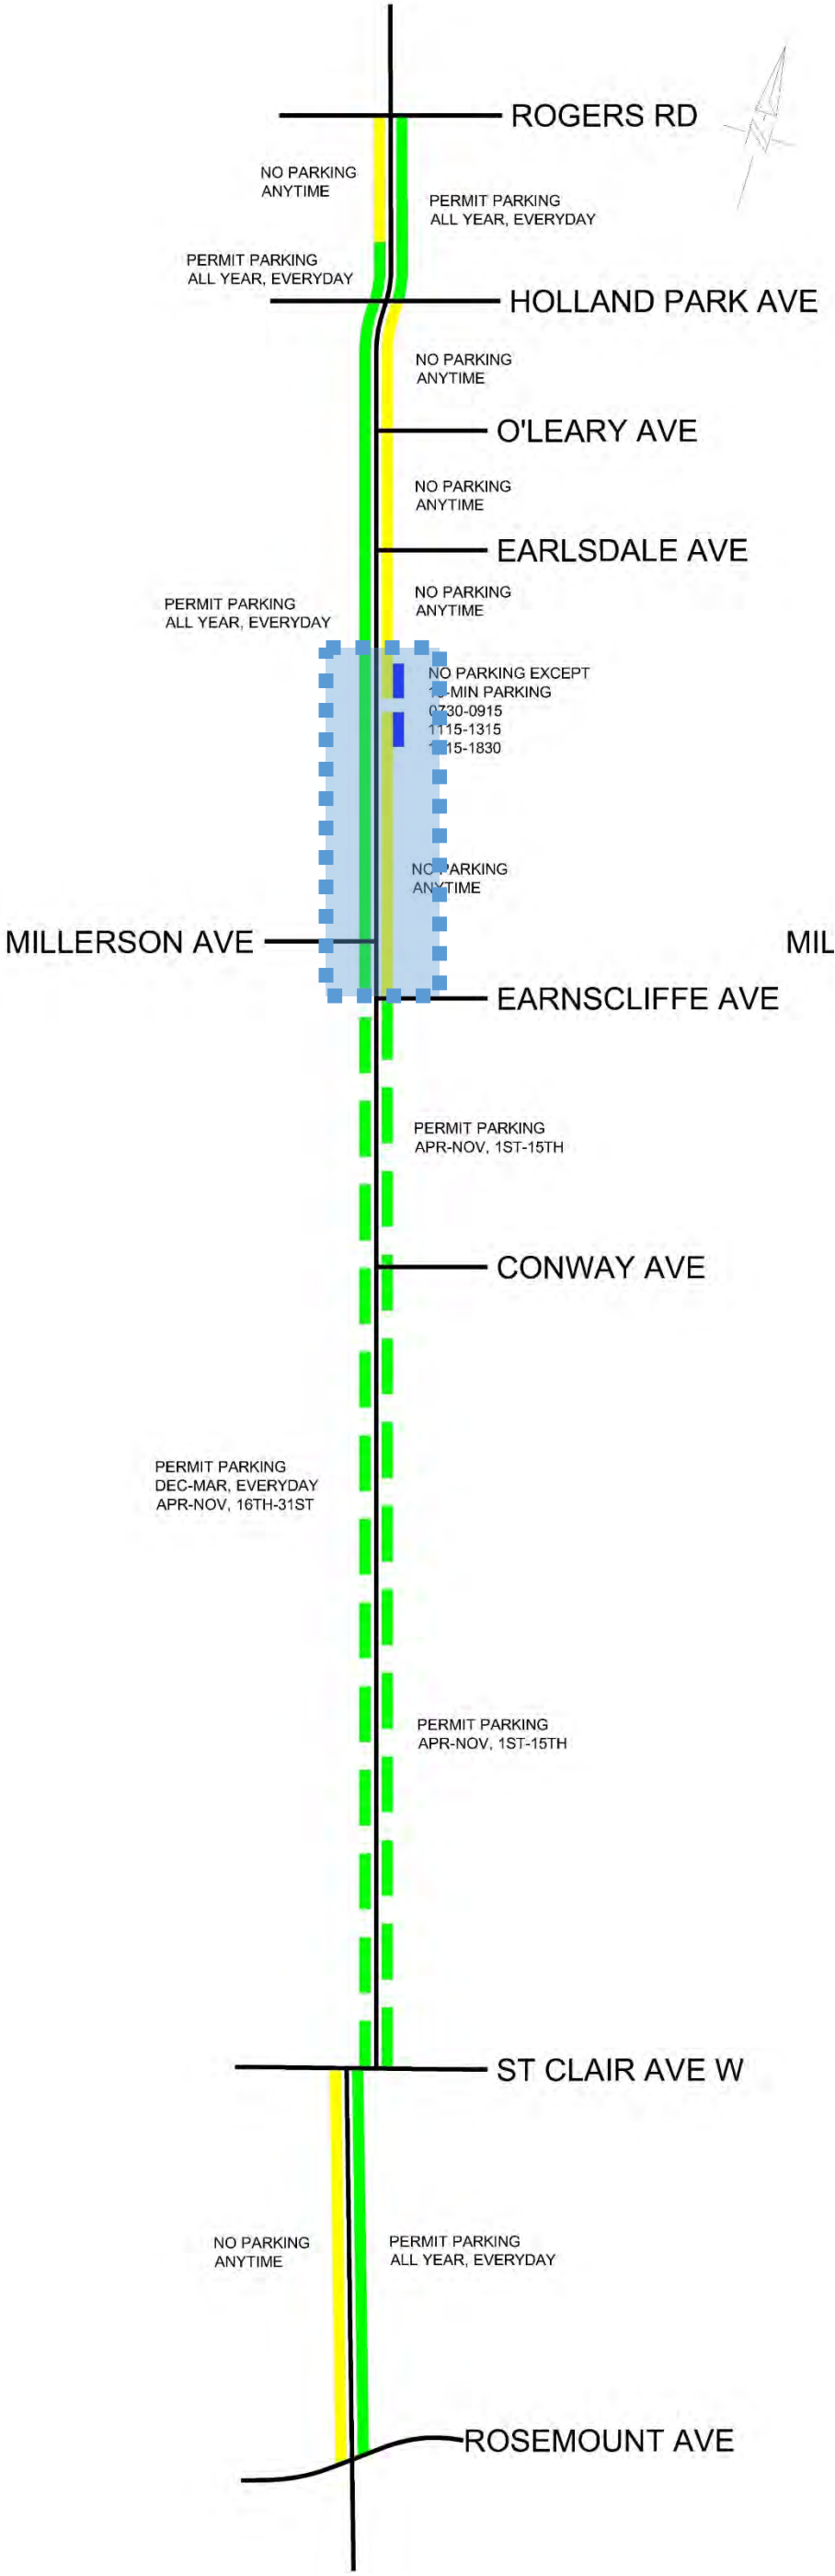 ROGERS RD
NO PARKING
ANYTIME
PERMIT PARKING
ALL YEAR, EVERYDAY
PERMIT PARKING
ALL YEAR, EVERYDAY
HOLLAND PARK AVE
NO PARKING
ANYTIME
O'LEARY AVE
NO PARKING
ANYTIME
EARLSDALE AVE
NO PARKING
ANYTIME
PERMIT PARKING
ALL YEAR, EVERYDAY
NO PARKING EXCEPT
PARKING
0730-0915
1115-1315
NO PARKING
ANYTIME
MILLERSON AVE
MIL
EARNSCLIFFE AVE
PERMIT PARKING
APR-NOV, 1ST-15TH
CONWAY AVE
PERMIT PARKING
DEC-MAR, EVERYDAY
APR-NOV, 16TH-31ST
PERMIT PARKING
APR-NOV, 1ST-15TH
ST CLAIR AVE W
NO PARKING
ANYTIME
PERMIT PARKING
ALL YEAR, EVERYDAY
ROSEMOUNT AVE